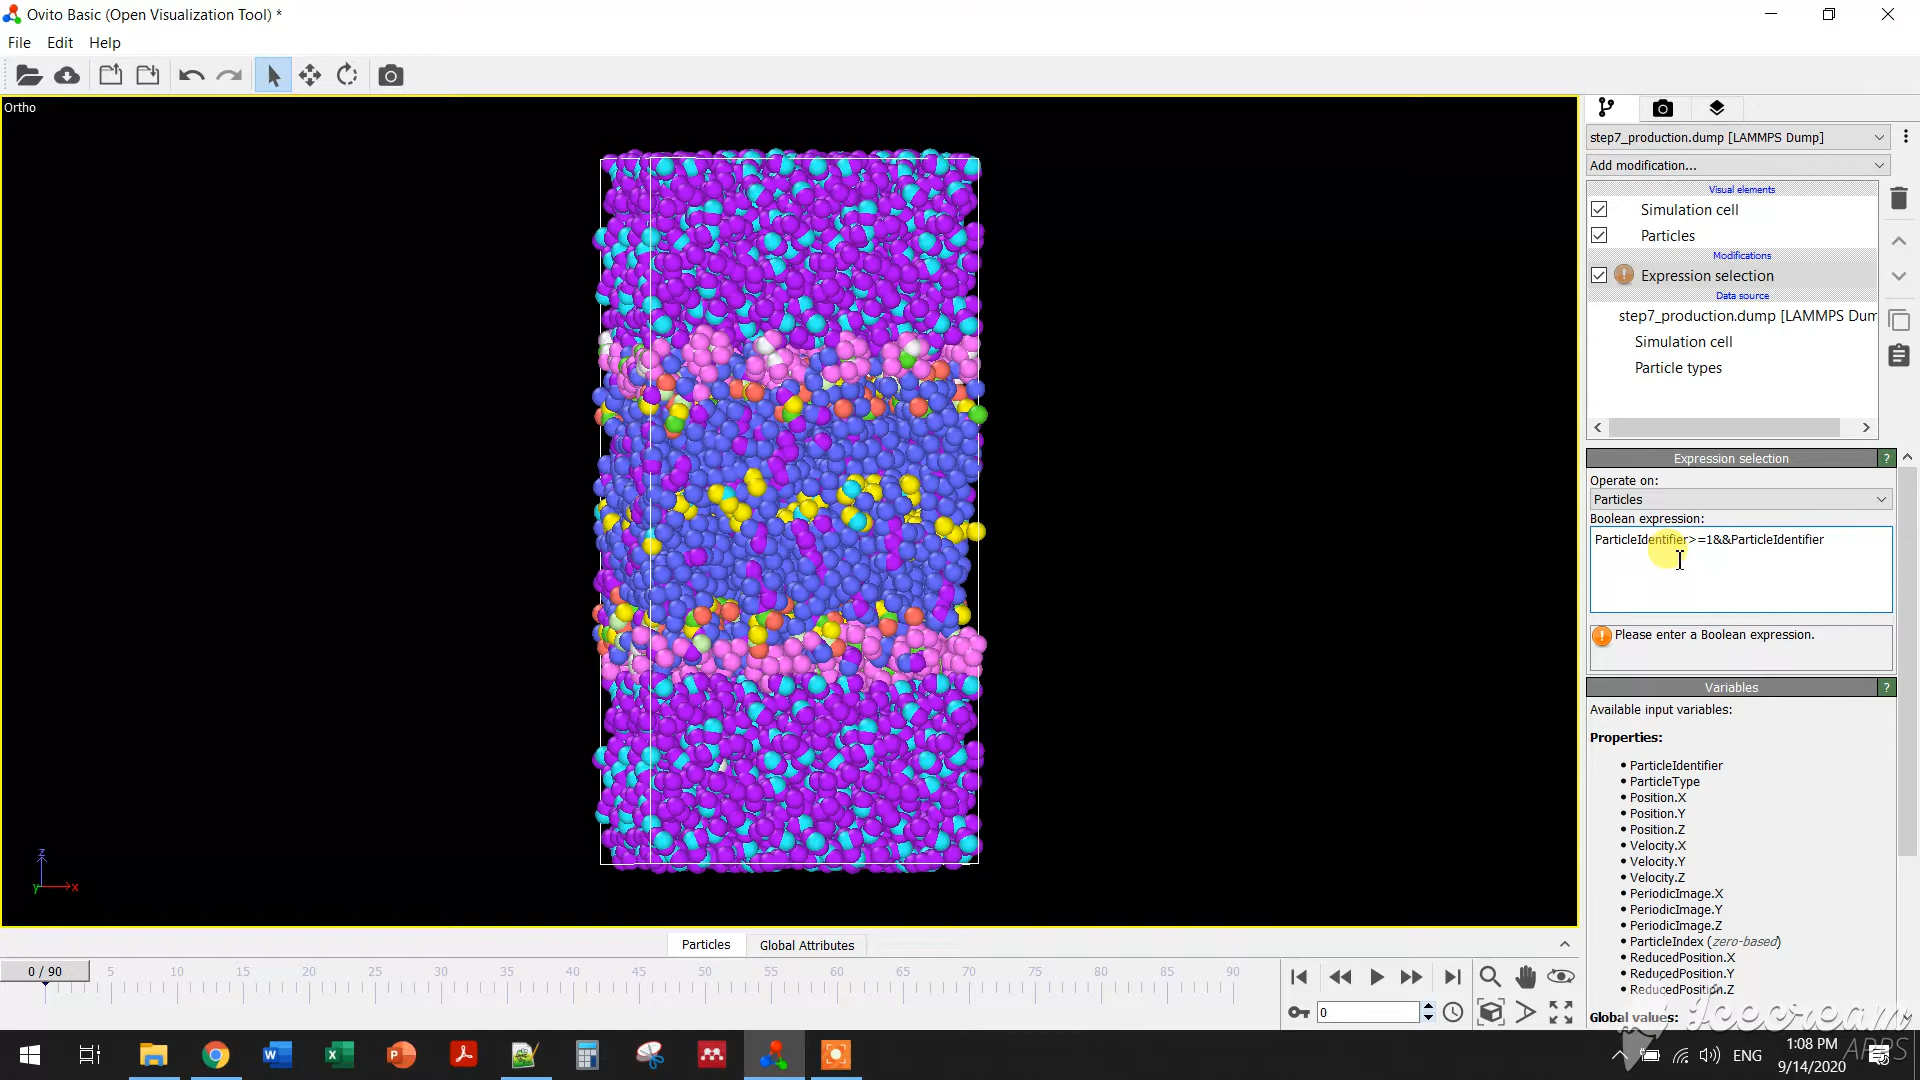 Ovito Basic (Open Visualization Tool) *
File Edit Help
Ortho
step7_production.dump [LAMMPS Dump]
Add modification...
Visual elements
Simulation cell
Particles
Modifications
Expression selection
Data source
step7_production.dump [LAMMPS Dum
Simulation cell
Particle types
Expression selection ?
Operate on:
Particles
Boolean expression:
ParticleIdentifier>=1&&ParticleIdentifier
Please enter a Boolean expression.
Variables ?
Available input variables:
Properties:
• ParticleIdentifier
• ParticleType
• Position.X
• Position.Y
• Position.Z
• Velocity.X
• Velocity.Y
• Velocity.Z
• PeriodicImage.X
• PeriodicImage.Y
• PeriodicImage.Z
• ParticleIndex (zero-based)
• ReducedPosition.X
• ReducedPosition.Y
• ReducedPosition.Z
Global values:
z
y x
Particles Global Attributes
0 / 90 5 10 15 20 25 30 35 40 45 50 55 60 65 70 75 80 85 90
0
Icecream
APPS
ENG
1:08 PM
9/14/2020